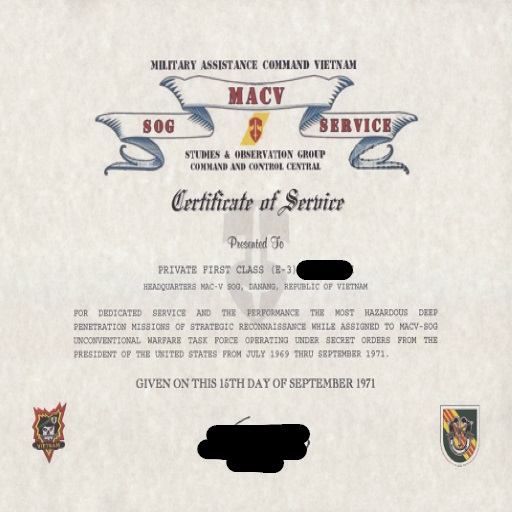 MILITARY ASSISTANCE COMMAND VIETNAM
MACV
SOG SERVICE
STUDIES & OBSERVATION GROUP
COMMAND AND CONTROL CENTRAL
Certificate of Service
Presented To
PRIVATE FIRST CLASS (E-3)
HEADQUARTERS MAC-V SOG, DANANG, REPUBLIC OF VIETNAM
FOR DEDICATED SERVICE AND THE PERFORMANCE THE MOST HAZARDOUS DEEP
PENETRATION MISSIONS OF STRATEGIC RECONNAISSANCE WHILE ASSIGNED TO MACV-SOG
UNCONVENTIONAL WARFARE TASK FORCE OPERATING UNDER SECRET ORDERS FROM THE
PRESIDENT OF THE UNITED STATES FROM JULY 1969 THRU SEPTEMBER 1971.
GIVEN ON THIS 15TH DAY OF SEPTEMBER 1971
VIETNAM